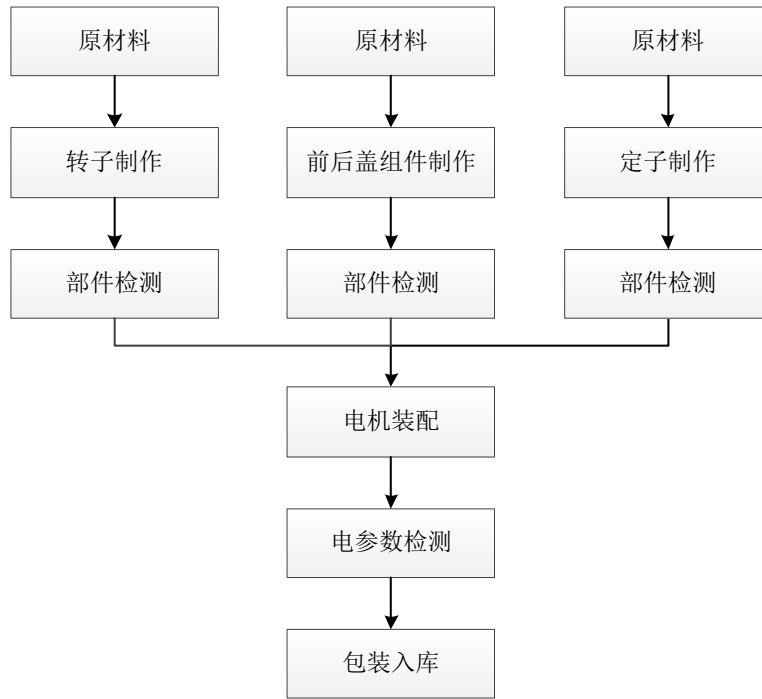 原材料
原材料
原材料
转子制作
前后盖组件制作
定子制作
部件检测
部件检测
部件检测
电机装配
电参数检测
包装入库